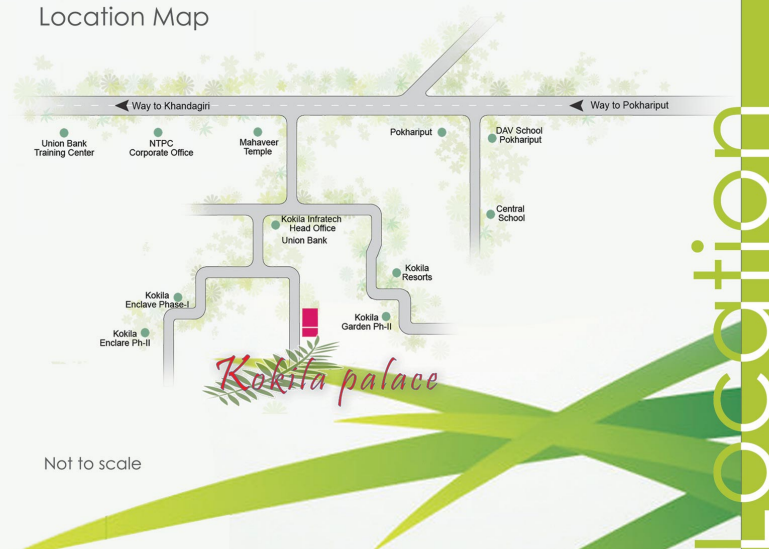 Location Map
Way to Khandagiri
Way to Pokhariput
Union Bank
Training Center
NTPC
Corporate Office
Mahaveer
Temple
Pokhariput
DAV School
Pokhariput
Central
School
Kokila Infratech
Head Office
Union Bank
Kokila
Resorts
Kokila
Enclave Phase-I
Kokila
Garden Ph-II
Kokila
Enclare Ph-II
Kokila palace
Not to scale
Location